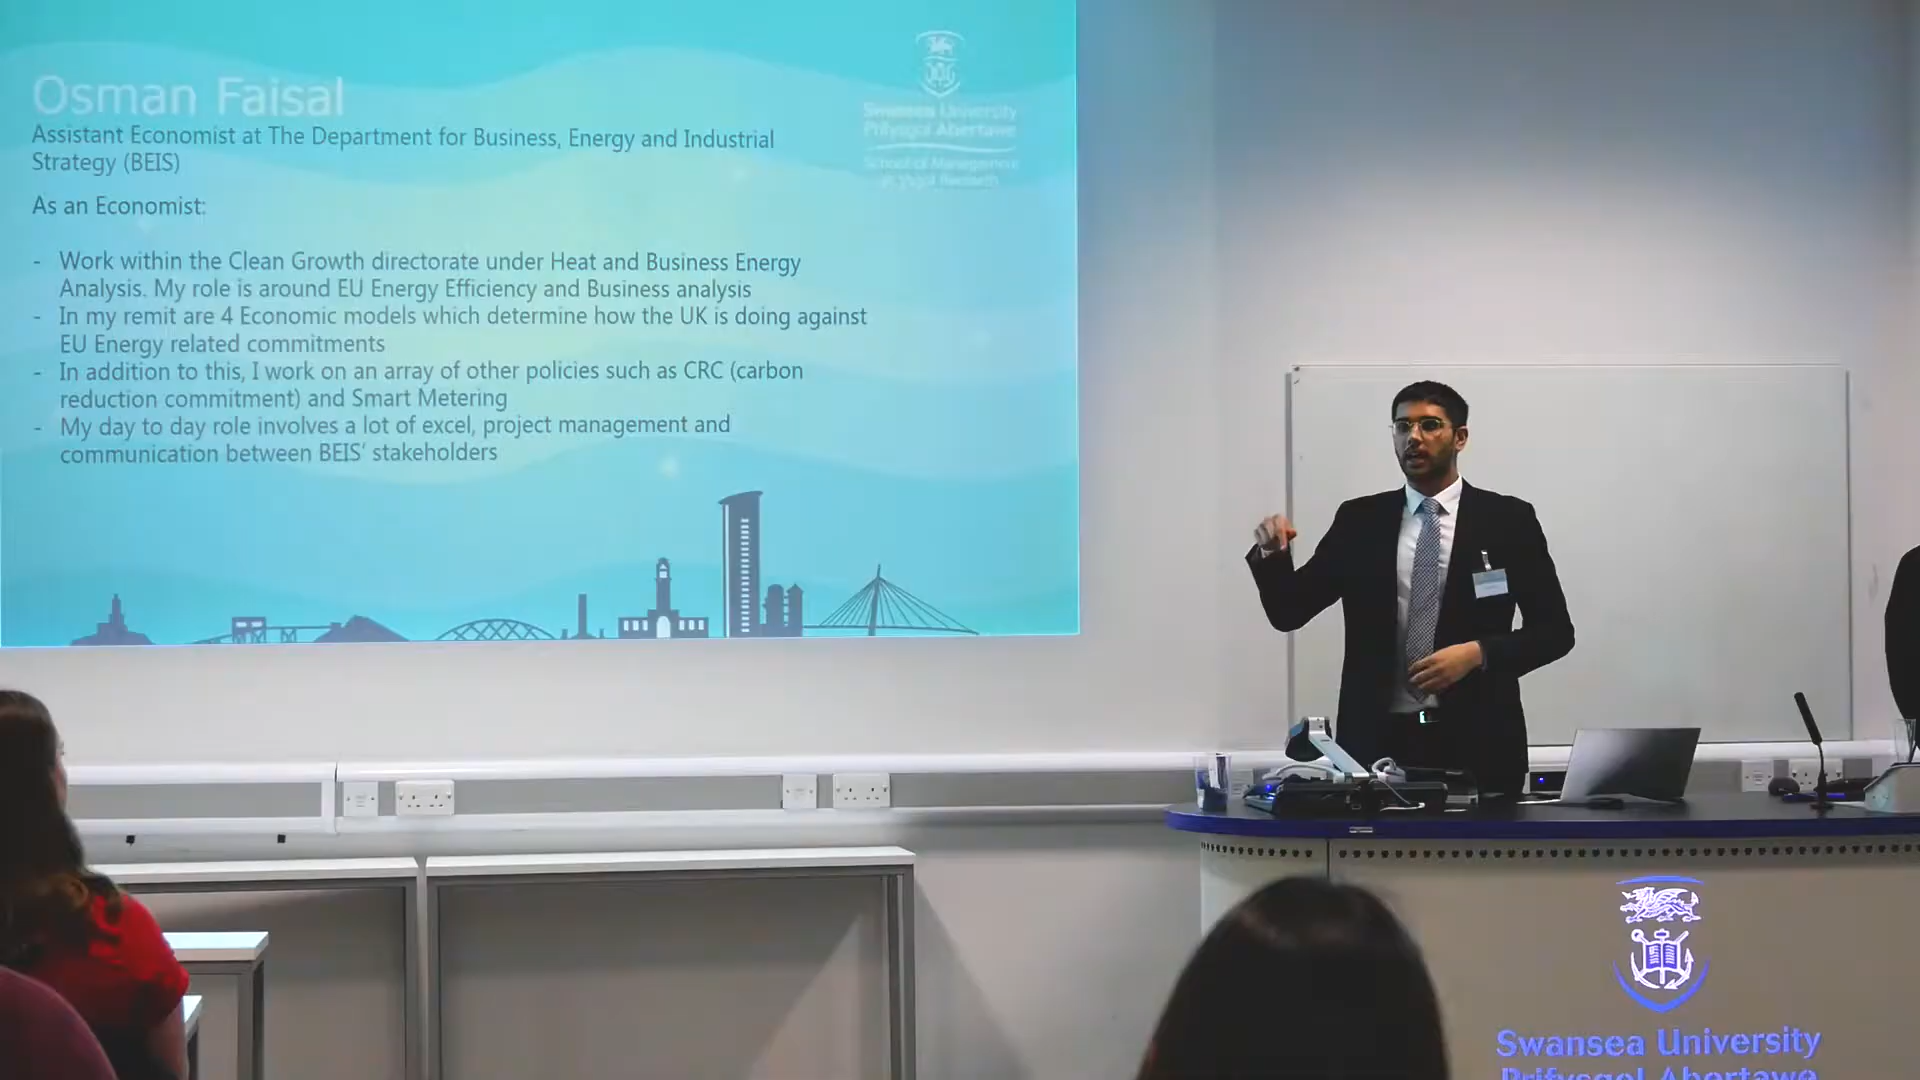 Osman Faisal
Assistant Economist at The Department for Business, Energy and Industrial
Strategy (BEIS)
As an Economist:
- Work within the Clean Growth directorate under Heat and Business Energy
Analysis. My role is around EU Energy Efficiency and Business analysis
- In my remit are 4 Economic models which determine how the UK is doing against
EU Energy related commitments
- In addition to this, I work on an array of other policies such as CRC (carbon
reduction commitment) and Smart Metering
- My day to day role involves a lot of excel, project management and
communication between BEIS' stakeholders
Swansea University
Prifysgol Abertawe
School of Management
Swansea University
Prifysgol Abertawe